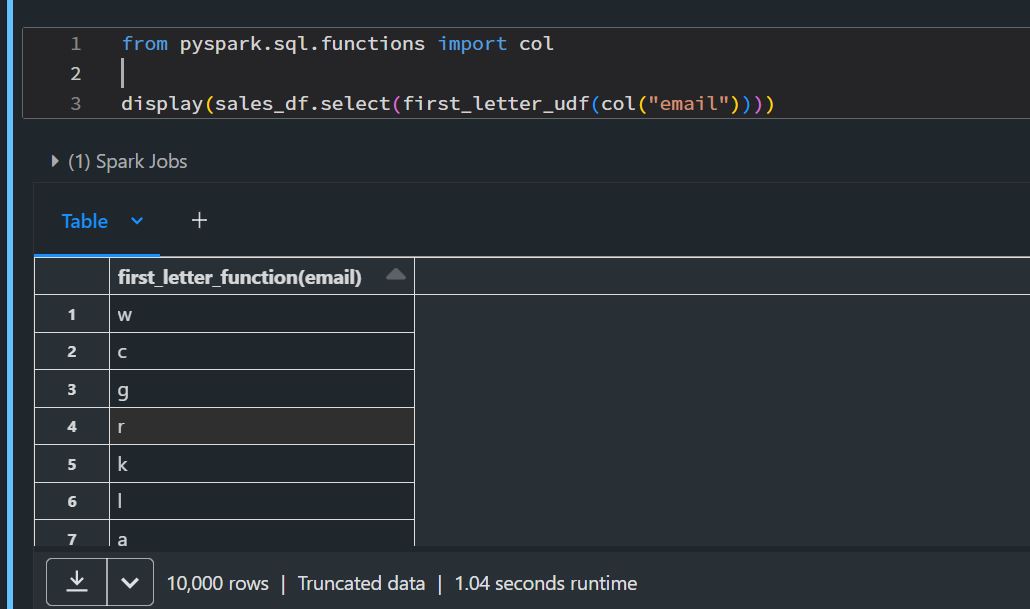 1 from pyspark.sql.functions import col
2
3 display(sales_df.select(first_letter_udf(col("email"))))
(1) Spark Jobs
Table +
first_letter_function(email)
1 w
2 c
3 g
4 r
5 k
6 l
7 a
10,000 rows | Truncated data | 1.04 seconds runtime